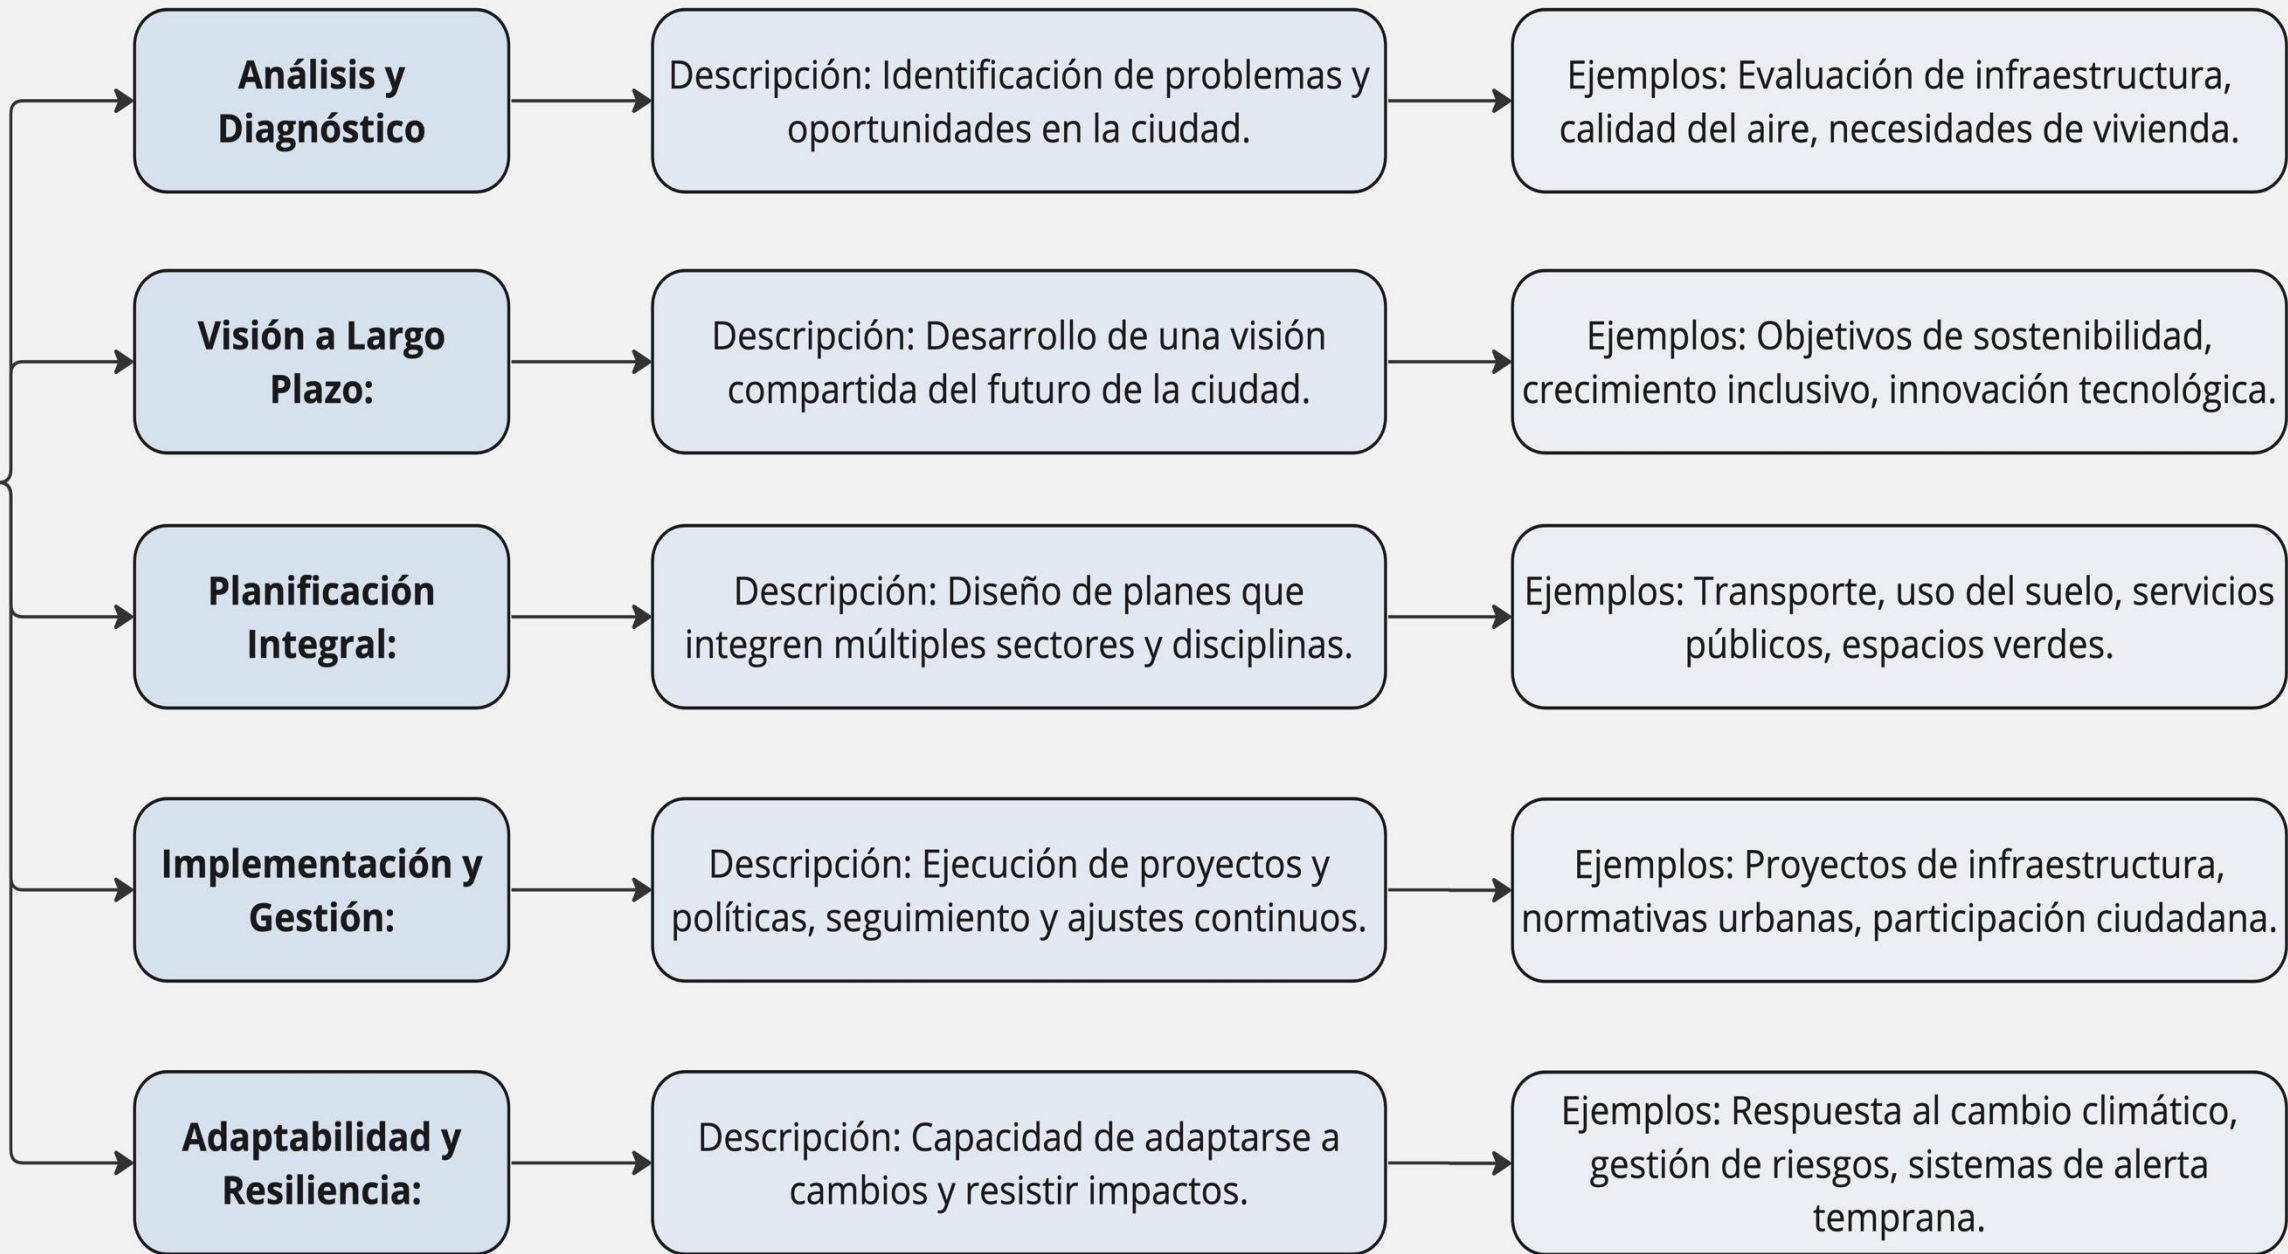 Análisis y
Diagnóstico
Descripción: Identificación de problemas y
oportunidades en la ciudad.
Ejemplos: Evaluación de infraestructura,
calidad del aire, necesidades de vivienda.
Visión a Largo
Plazo:
Descripción: Desarrollo de una visión
compartida del futuro de la ciudad.
Ejemplos: Objetivos de sostenibilidad,
crecimiento inclusivo, innovación tecnológica.
Planificación
Integral:
Descripción: Diseño de planes que
integren múltiples sectores y disciplinas.
Ejemplos: Transporte, uso del suelo, servicios
públicos, espacios verdes.
Implementación y
Gestión:
Descripción: Ejecución de proyectos y
políticas, seguimiento y ajustes continuos.
Ejemplos: Proyectos de infraestructura,
normativas urbanas, participación ciudadana.
Adaptabilidad y
Resiliencia:
Descripción: Capacidad de adaptarse a
cambios y resistir impactos.
Ejemplos: Respuesta al cambio climático,
gestión de riesgos, sistemas de alerta
temprana.